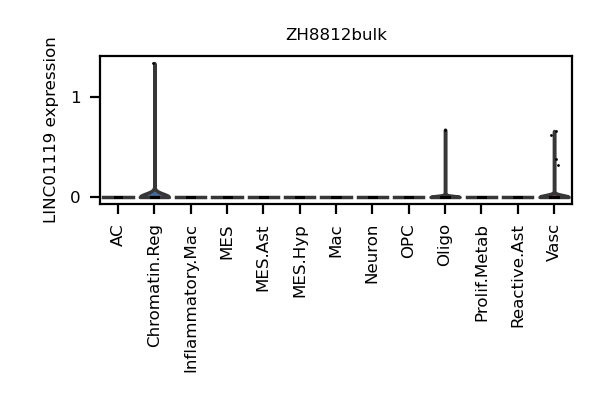 ZH8812bulk
LINC01119 expression
1
0
AC
Chromatin.Reg
Inflammatory.Mac
MES
MES.Ast
MES.Hyp
Mac
Neuron
OPC
Oligo
Prolif.Metab
Reactive.Ast
Vasc